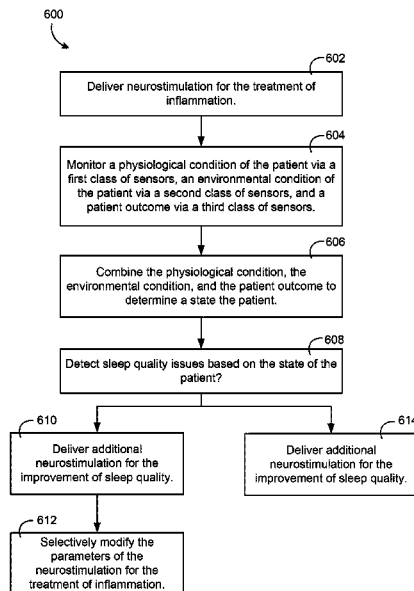 600
602
Deliver neurostimulation for the treatment of
inflammation.
604
Monitor a physiological condition of the patient via a
first class of sensors, an environmental condition of
the patient via a second class of sensors, and a
patient outcome via a third class of sensors.
606
Combine the physiological condition, the
environmental condition, and the patient outcome to
determine a state the patient.
608
Detect sleep quality issues based on the state of the
patient?
610
Deliver additional
neurostimulation for the
improvement of sleep quality.
614
Deliver additional
neurostimulation for the
improvement of sleep quality.
612
Selectively modify the
parameters of the
neurostimulation for the
treatment of inflammation.